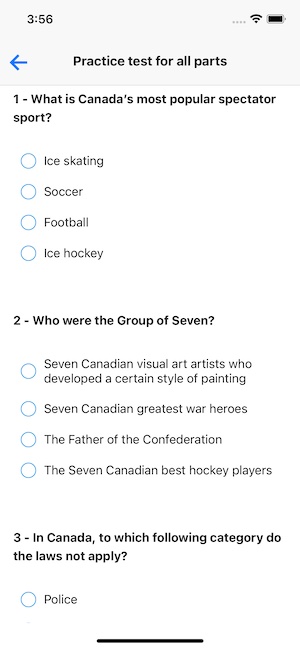 3:56
Practice test for all parts
1 - What is Canada's most popular spectator
sport?
Ice skating
Soccer
Football
Ice hockey
2 - Who were the Group of Seven?
Seven Canadian visual art artists who
developed a certain style of painting
Seven Canadian greatest war heroes
The Father of the Confederation
The Seven Canadian best hockey players
3 - In Canada, to which following category do
the laws not apply?
Police